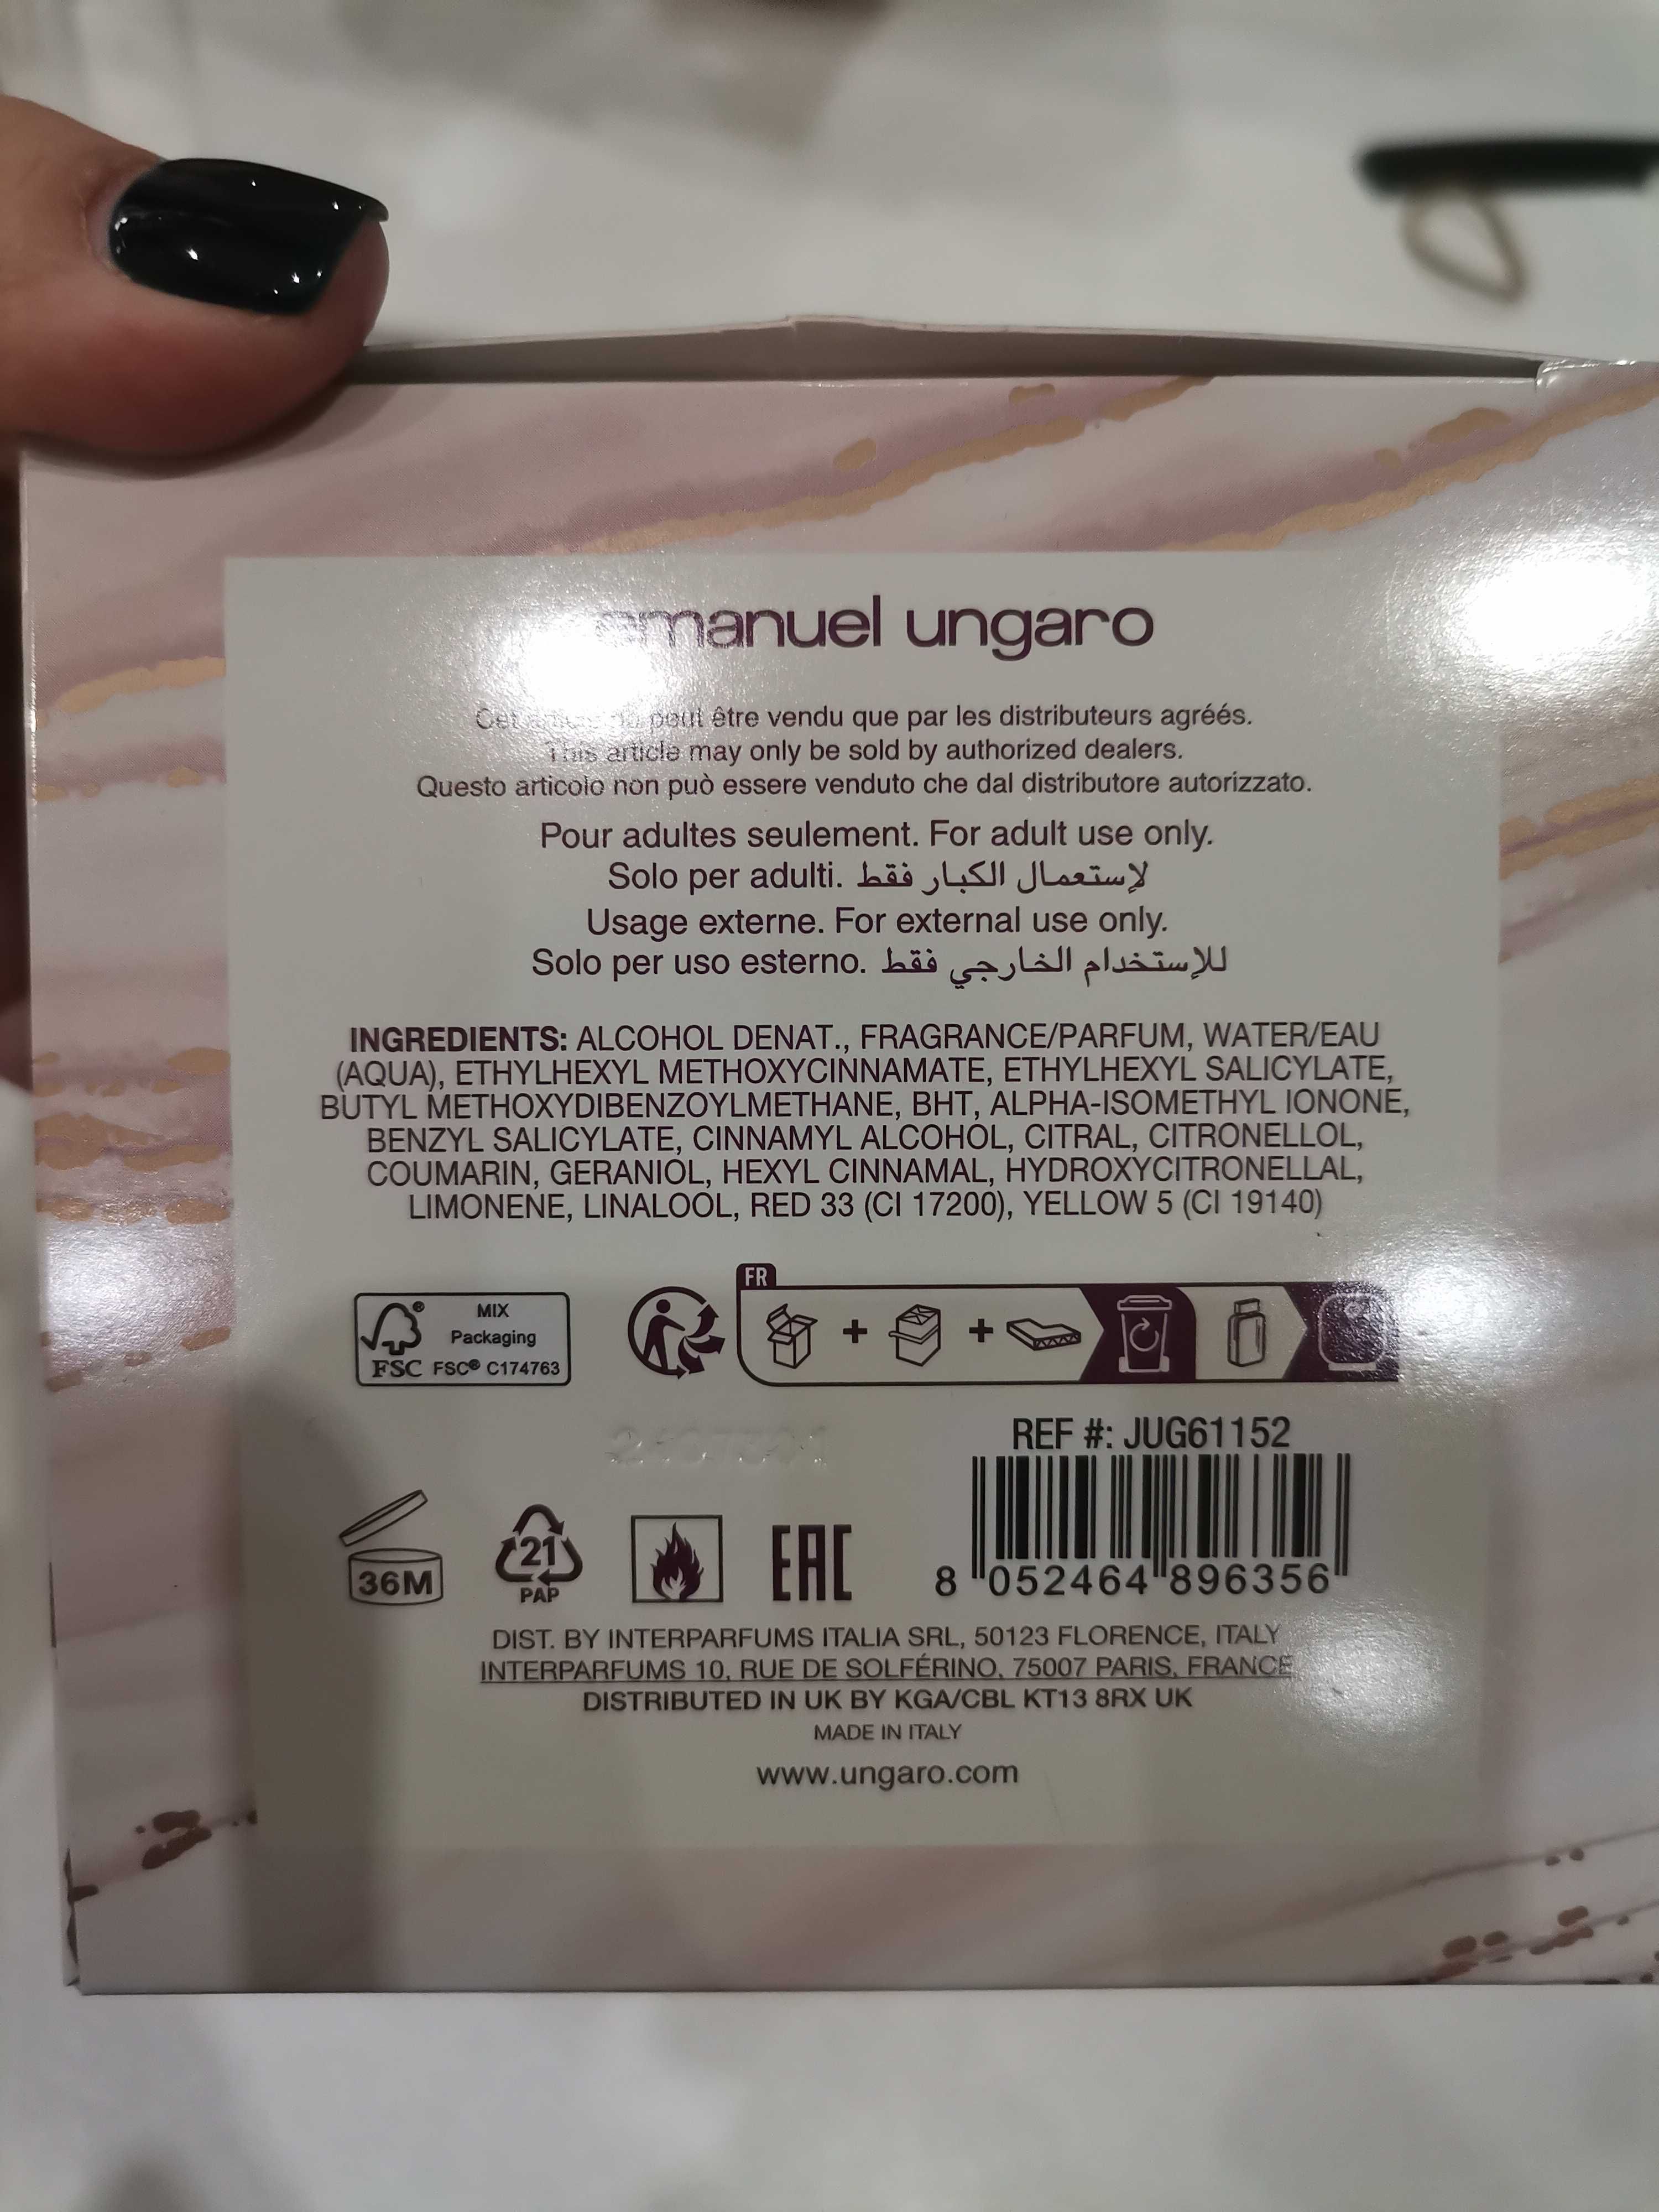 emanuel ungaro
Cet article ne peut être vendu que par les distributeurs agréés.
This article may only be sold by authorized dealers.
Questo articolo non può essere venduto che dal distributore autorizzato.
Pour adultes seulement. For adult use only.
Solo per adulti. لإستعمال الكبار فقط
Usage externe. For external use only.
Solo per uso esterno. للإستخدام الخارجي فقط
INGREDIENTS: ALCOHOL DENAT., FRAGRANCE/PARFUM, WATER/EAU
(AQUA), ETHYLHEXYL METHOXYCINNAMATE, ETHYLHEXYL SALICYLATE,
BUTYL METHOXYDIBENZOYLMETHANE, BHT, ALPHA-ISOMETHYL IONONE,
BENZYL SALICYLATE, CINNAMYL ALCOHOL, CITRAL, CITRONELLOL,
COUMARIN, GERANIOL, HEXYL CINNAMAL, HYDROXYCITRONELLAL,
LIMONENE, LINALOOL, RED 33 (CI 17200), YELLOW 5 (CI 19140)
FR
MIX
Packaging
FSC FSC® C174763
REF #: JUG61152
36M
21
PAP
EAC
8 052464 896356
DIST. BY INTERPARFUMS ITALIA SRL, 50123 FLORENCE, ITALY
INTERPARFUMS 10, RUE DE SOLFÉRINO, 75007 PARIS, FRANCE
DISTRIBUTED IN UK BY KGA/CBL KT13 8RX UK
MADE IN ITALY
www.ungaro.com